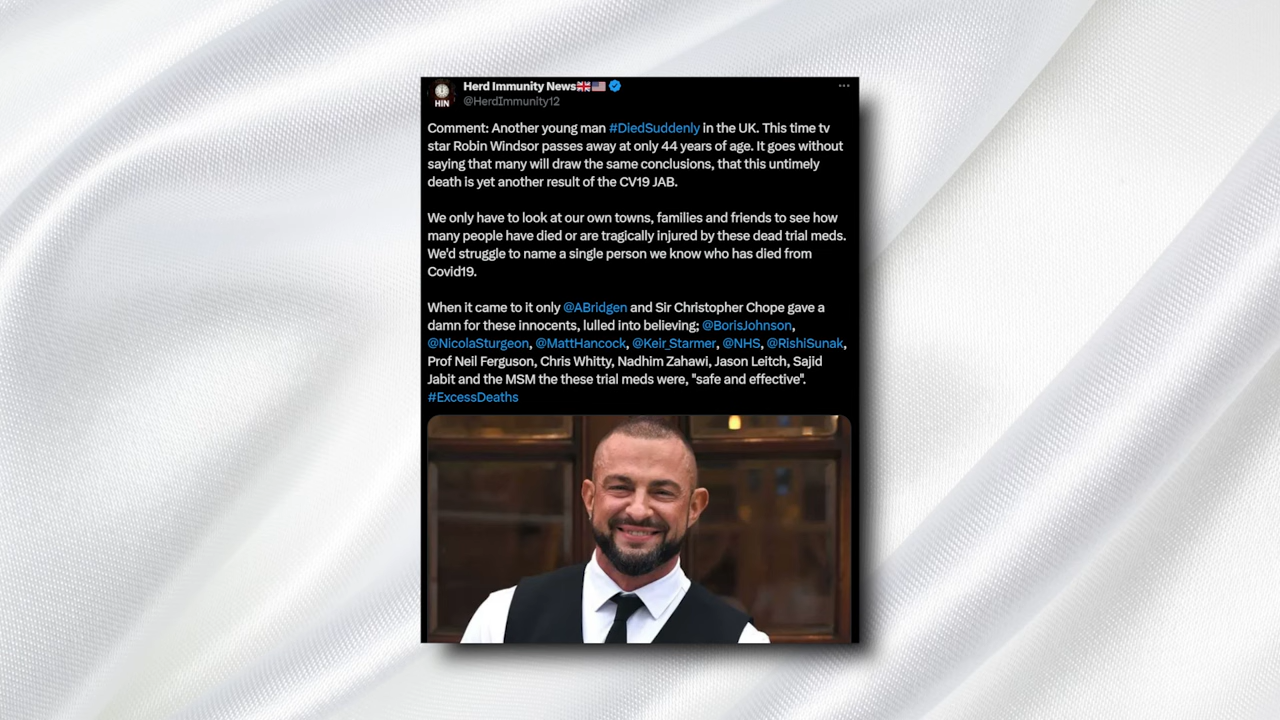 Herd Immunity News🇬🇧🇺🇸
@HerdImmunity12
HIN
Comment: Another young man #DiedSuddenly in the UK. This time tv
star Robin Windsor passes away at only 44 years of age. It goes without
saying that many will draw the same conclusions, that this untimely
death is yet another result of the CV19 JAB.
We only have to look at our own towns, families and friends to see how
many people have died or are tragically injured by these dead trial meds.
We'd struggle to name a single person we know who has died from
Covid19.
When it came to it only @ABridgen and Sir Christopher Chope gave a
damn for these innocents, lulled into believing; @BorisJohnson,
@NicolaSturgeon, @MattHancock, @Keir_Starmer, @NHS, @RishiSunak,
Prof Neil Ferguson, Chris Whitty, Nadhim Zahawi, Jason Leitch, Sajid
Jabit and the MSM the these trial meds were, "safe and effective".
#ExcessDeaths